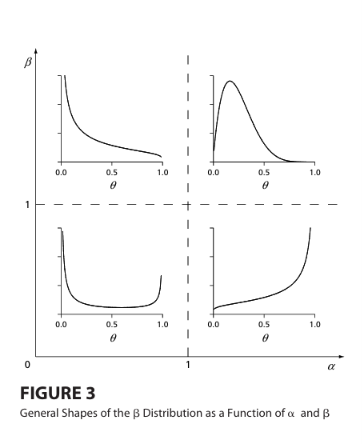 β
0.0 0.5 1.0
θ
0.0 0.5 1.0
θ
1
0.0 0.5 1.0
θ
0.0 0.5 1.0
θ
0 1 α
FIGURE 3
General Shapes of the β Distribution as a Function of α and β